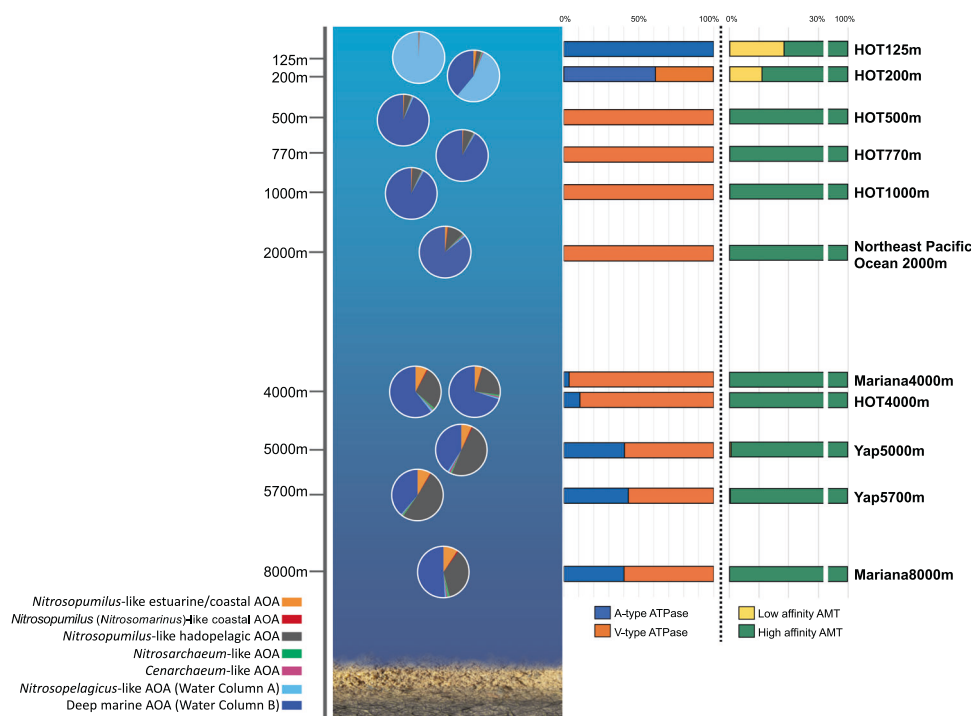 0% 50% 100% 0% 30% 100%
125m
200m
500m
770m
1000m
2000m
4000m
5000m
5700m
8000m
HOT125m
HOT200m
HOT500m
HOT770m
HOT1000m
Northeast Pacific
Ocean 2000m
Mariana4000m
HOT4000m
Yap5000m
Yap5700m
Mariana8000m
Nitrosopumilus-like estuarine/coastal AOA
Nitrosopumilus (Nitrosomarinus)-like coastal AOA
Nitrosopumilus-like hadopelagic AOA
Nitrosarchaeum-like AOA
Cenarchaeum-like AOA
Nitrosopelagicus-like AOA (Water Column A)
Deep marine AOA (Water Column B)
A-type ATPase
V-type ATPase
Low affinity AMT
High affinity AMT